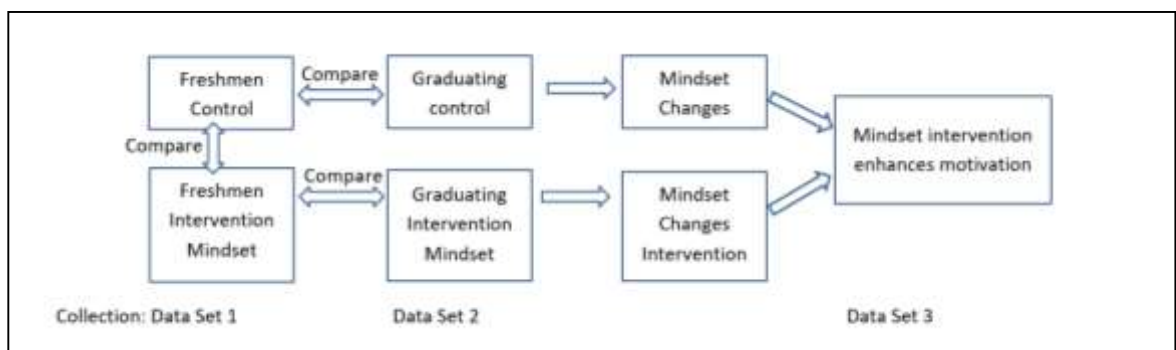 Freshmen
Control
Compare
Graduating
control
Mindset
Changes
Mindset intervention
enhances motivation
Compare
Freshmen
Intervention
Mindset
Compare
Graduating
Intervention
Mindset
Mindset
Changes
Intervention
Collection: Data Set 1
Data Set 2
Data Set 3